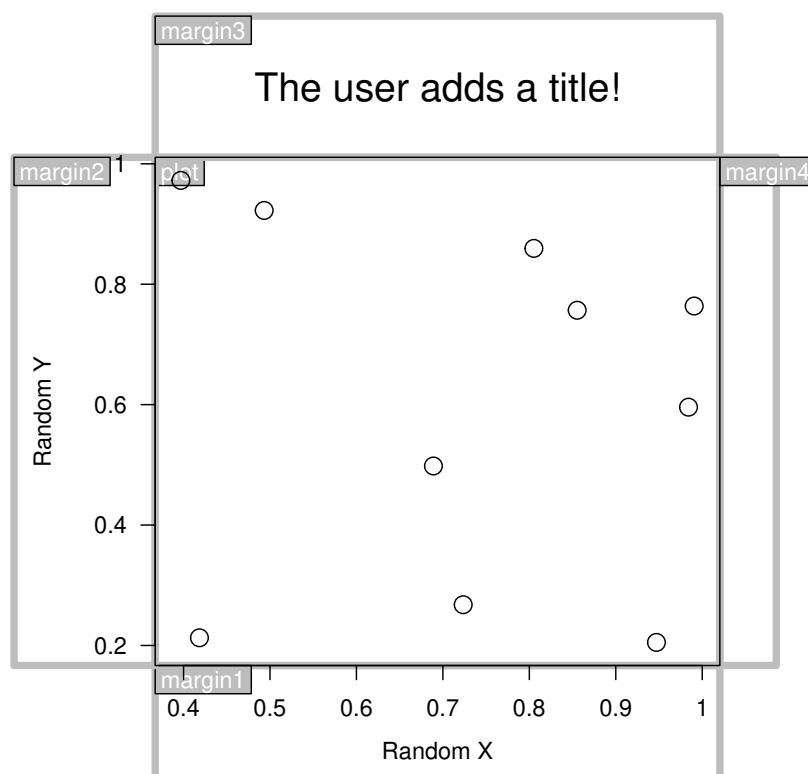 margin3
The user adds a title!
margin2
plot
margin4
1
0.8
0.6
0.4
0.2
Random Y
margin1
0.4 0.5 0.6 0.7 0.8 0.9 1
Random X